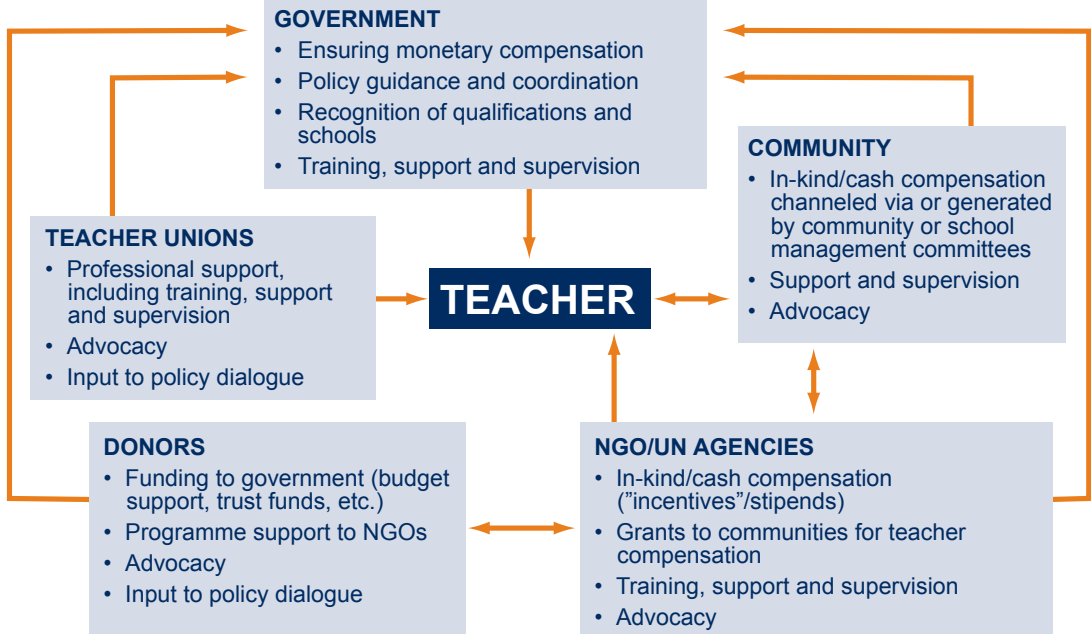 GOVERNMENT
• Ensuring monetary compensation
• Policy guidance and coordination
• Recognition of qualifications and
schools
• Training, support and supervision
COMMUNITY
• In-kind/cash compensation
channeled via or generated
by community or school
management committees
• Support and supervision
• Advocacy
TEACHER UNIONS
• Professional support,
including training, support
and supervision
• Advocacy
• Input to policy dialogue
TEACHER
DONORS
• Funding to government (budget
support, trust funds, etc.)
• Programme support to NGOs
• Advocacy
• Input to policy dialogue
NGO/UN AGENCIES
• In-kind/cash compensation
(”incentives”/stipends)
• Grants to communities for teacher
compensation
• Training, support and supervision
• Advocacy